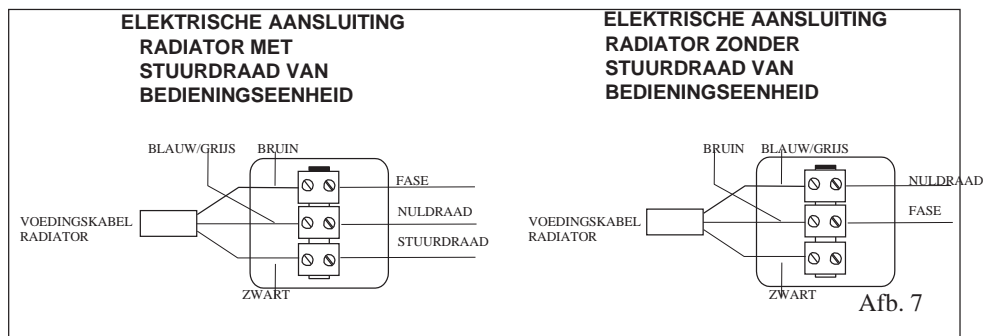 ELEKTRISCHE AANSLUITING
RADIATOR MET
STUURDRAAD VAN
BEDIENINGSEENHEID
BLAUW/GRIJS
BRUIN
FASE
NULDRAAD
STUURDRAAD
VOEDINGSKABEL
RADIATOR
ZWART
ELEKTRISCHE AANSLUITING
RADIATOR ZONDER
STUURDRAAD VAN
BEDIENINGSEENHEID
BRUIN
BLAUW/GRIJS
NULDRAAD
FASE
VOEDINGSKABEL
RADIATOR
ZWART
Afb. 7